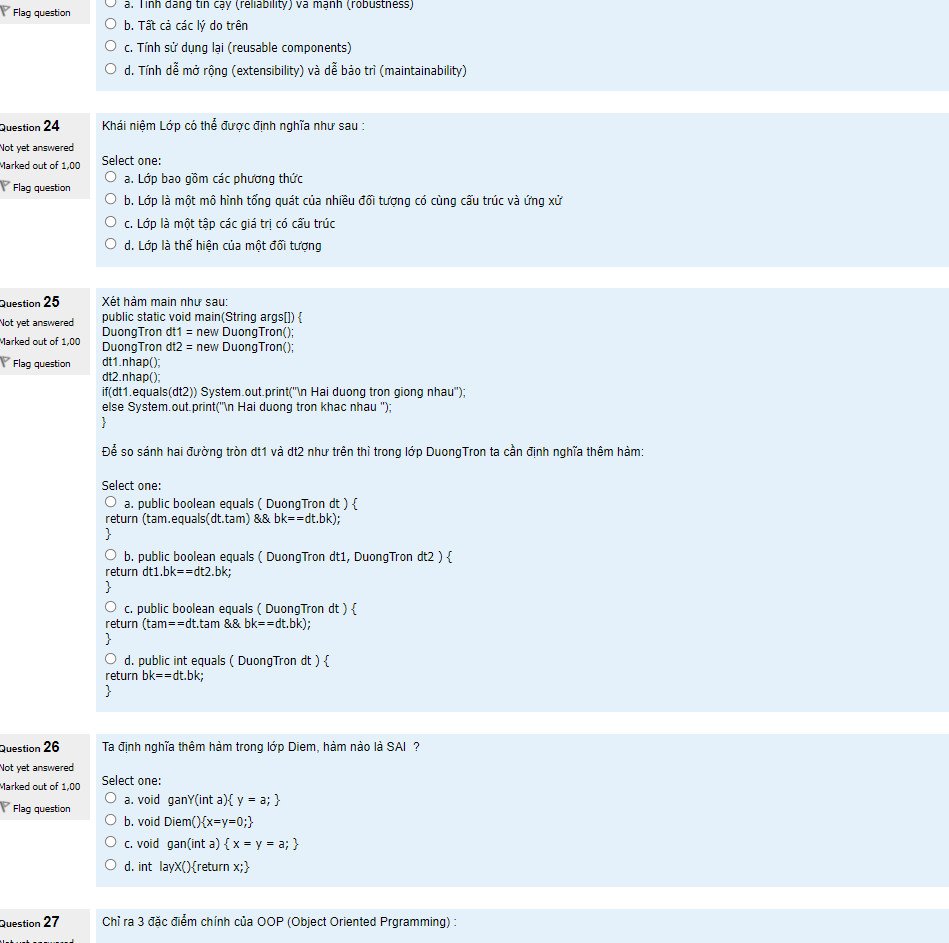 Flag question
a. Tính đáng tin cậy (reliability) và mạnh (robustness)
b. Tất cả các lý do trên
c. Tính sử dụng lại (reusable components)
d. Tính dễ mở rộng (extensibility) và dễ bảo trì (maintainability)
Question 24
Not yet answered
Marked out of 1,00
Flag question
Khái niệm Lớp có thể được định nghĩa như sau :
Select one:
a. Lớp bao gồm các phương thức
b. Lớp là một mô hình tổng quát của nhiều đối tượng có cùng cấu trúc và ứng xử
c. Lớp là một tập các giá trị có cấu trúc
d. Lớp là thể hiện của một đối tượng
Question 25
Not yet answered
Marked out of 1,00
Flag question
Xét hàm main như sau:
public static void main(String args[]) {
DuongTron dt1 = new DuongTron();
DuongTron dt2 = new DuongTron();
dt1.nhap();
dt2.nhap();
if(dt1.equals(dt2)) System.out.print("\n Hai duong tron giong nhau");
else System.out.print("\n Hai duong tron khac nhau ");
}
Để so sánh hai đường tròn dt1 và dt2 như trên thì trong lớp DuongTron ta cần định nghĩa thêm hàm:
Select one:
a. public boolean equals ( DuongTron dt ) {
return (tam.equals(dt.tam) && bk==dt.bk);
}
b. public boolean equals ( DuongTron dt1, DuongTron dt2 ) {
return dt1.bk==dt2.bk;
}
c. public boolean equals ( DuongTron dt ) {
return (tam==dt.tam && bk==dt.bk);
}
d. public int equals ( DuongTron dt ) {
return bk==dt.bk;
}
Question 26
Not yet answered
Marked out of 1,00
Flag question
Ta định nghĩa thêm hàm trong lớp Diem, hàm nào là SAI ?
Select one:
a. void ganY(int a){ y = a; }
b. void Diem(){x=y=0;}
c. void gan(int a) { x = y = a; }
d. int layX(){return x;}
Question 27
Not yet answered
Chỉ ra 3 đặc điểm chính của OOP (Object Oriented Prgramming) :